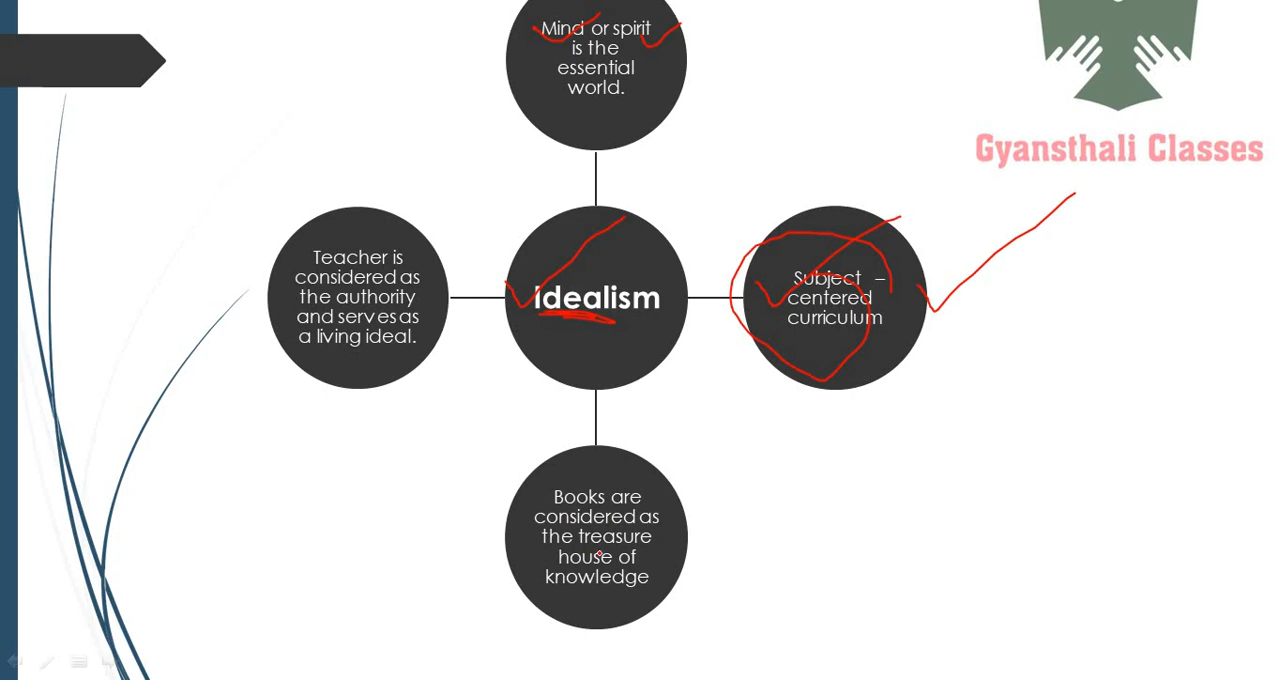 Mind or spirit
is the
essential
world.
Gyansthali Classes
Teacher is
considered as
the authority
and serves as
a living ideal.
Idealism
Subject –
centered
curriculum
Books are
considered as
the treasure
house of
knowledge